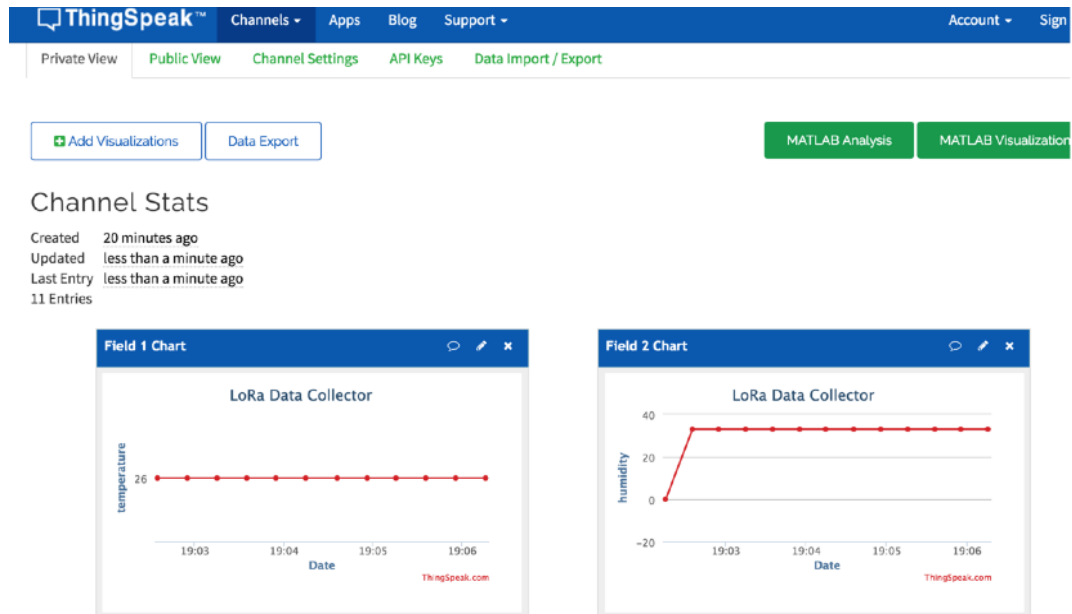 ThingSpeak™ Channels Apps Blog Support Account Sign
Private View Public View Channel Settings API Keys Data Import / Export
Add Visualizations Data Export MATLAB Analysis MATLAB Visualization
Channel Stats
Created 20 minutes ago
Updated less than a minute ago
Last Entry less than a minute ago
11 Entries
Field 1 Chart
LoRa Data Collector
temperature
26
19:03 19:04 19:05 19:06
Date
ThingSpeak.com
Field 2 Chart
LoRa Data Collector
humidity
40
20
0
-20
19:03 19:04 19:05 19:06
Date
ThingSpeak.com